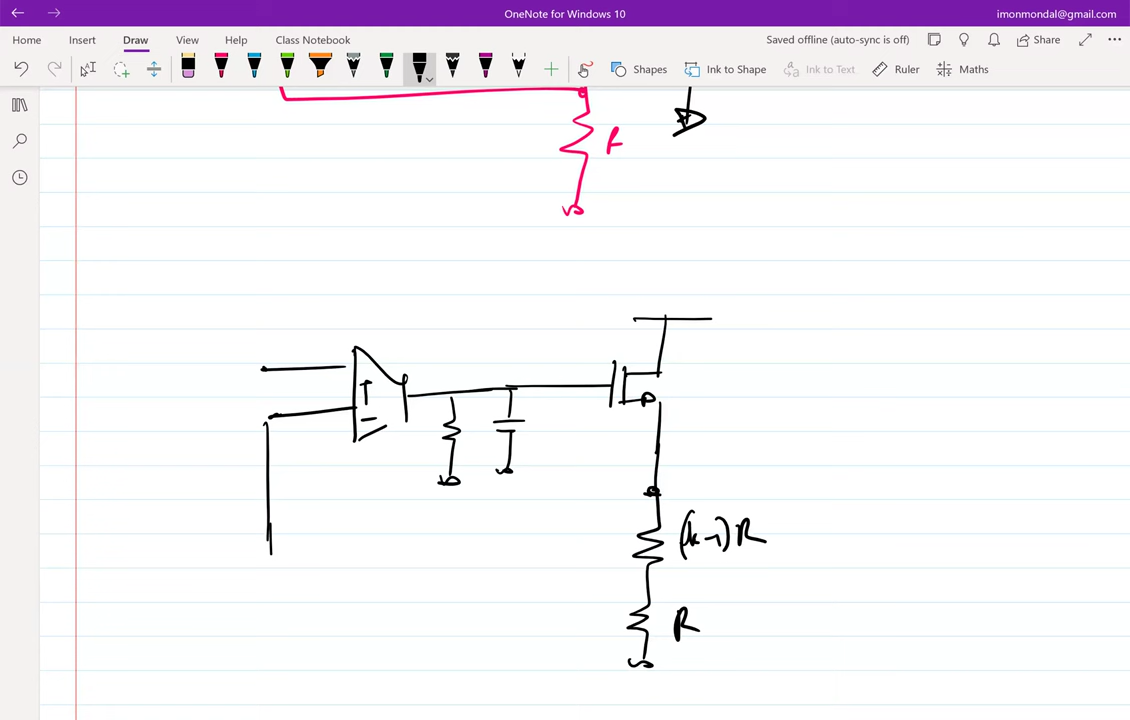 OneNote for Windows 10
imonmondal@gmail.com
Home Insert Draw View Help Class Notebook
Saved offline (auto-sync is off) Share
Shapes Ink to Shape Ink to Text Ruler Maths
R
+
-
(k-1)R
R